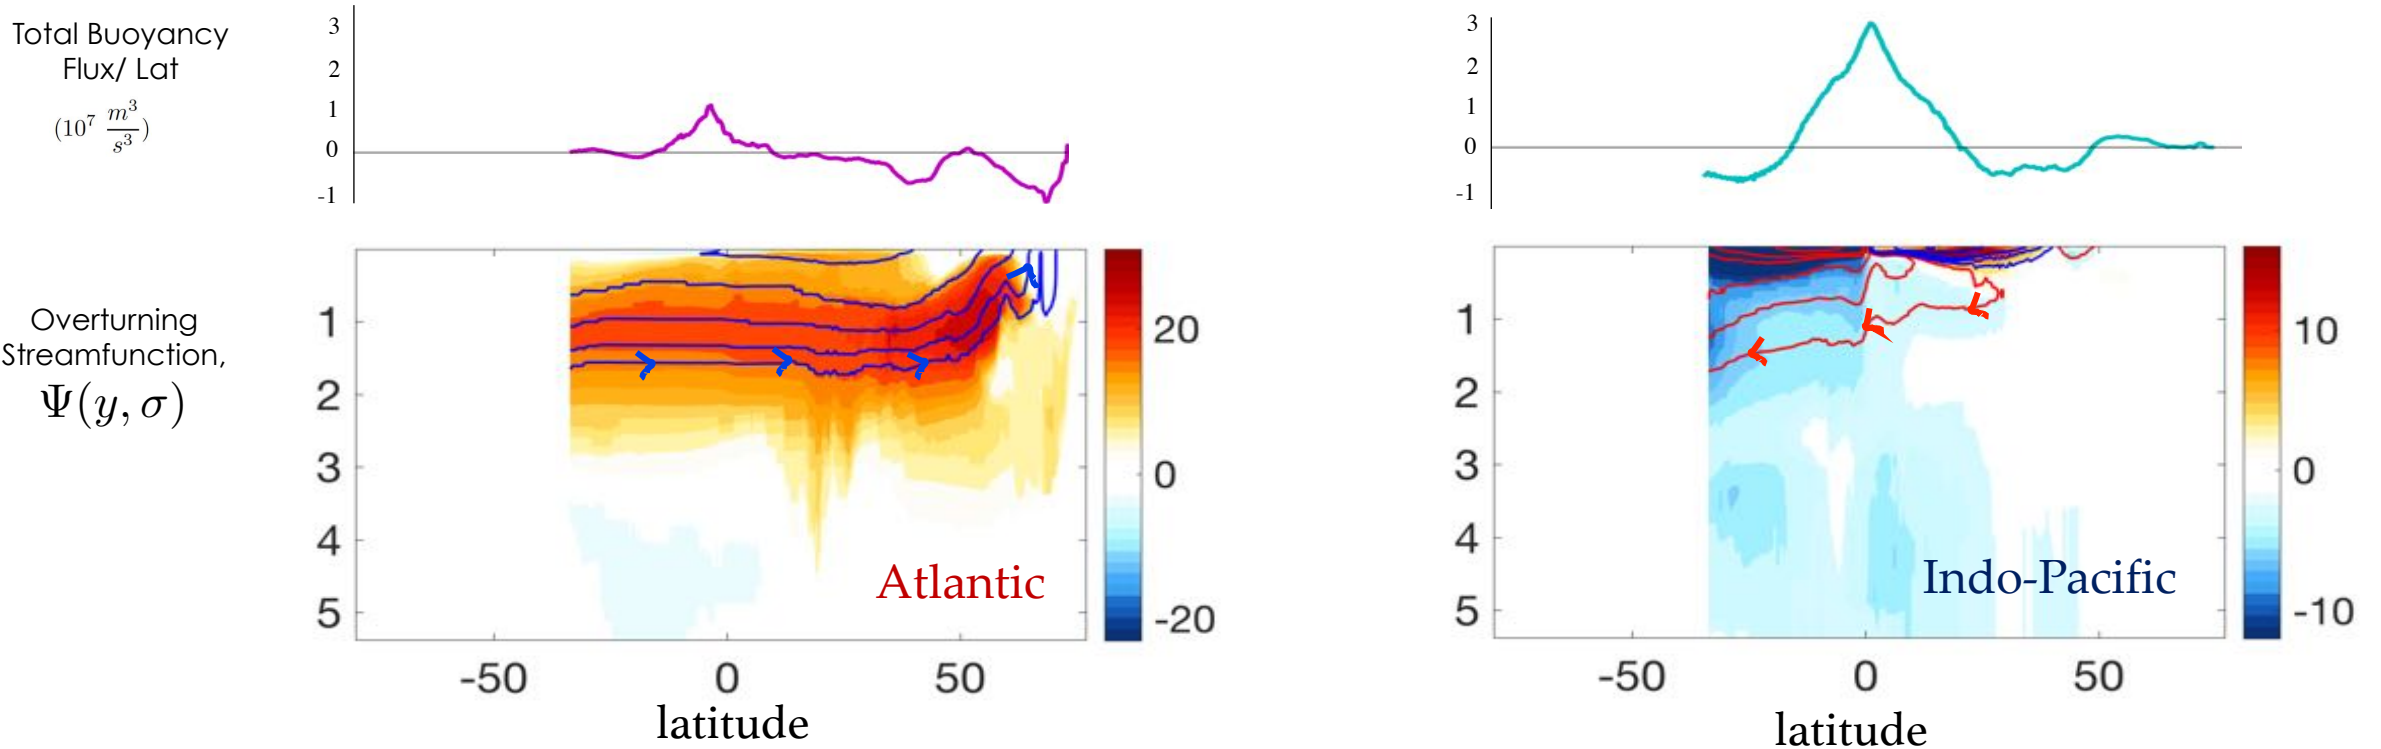 Total Buoyancy
Flux/ Lat
(10^7 m^3/s^3)
3
2
1
0
-1
3
2
1
0
-1
Overturning
Streamfunction,
Ψ(y, σ)
1
2
3
4
5
Atlantic
-50 0 50
latitude
20
0
-20
1
2
3
4
5
Indo-Pacific
-50 0 50
latitude
10
0
-10